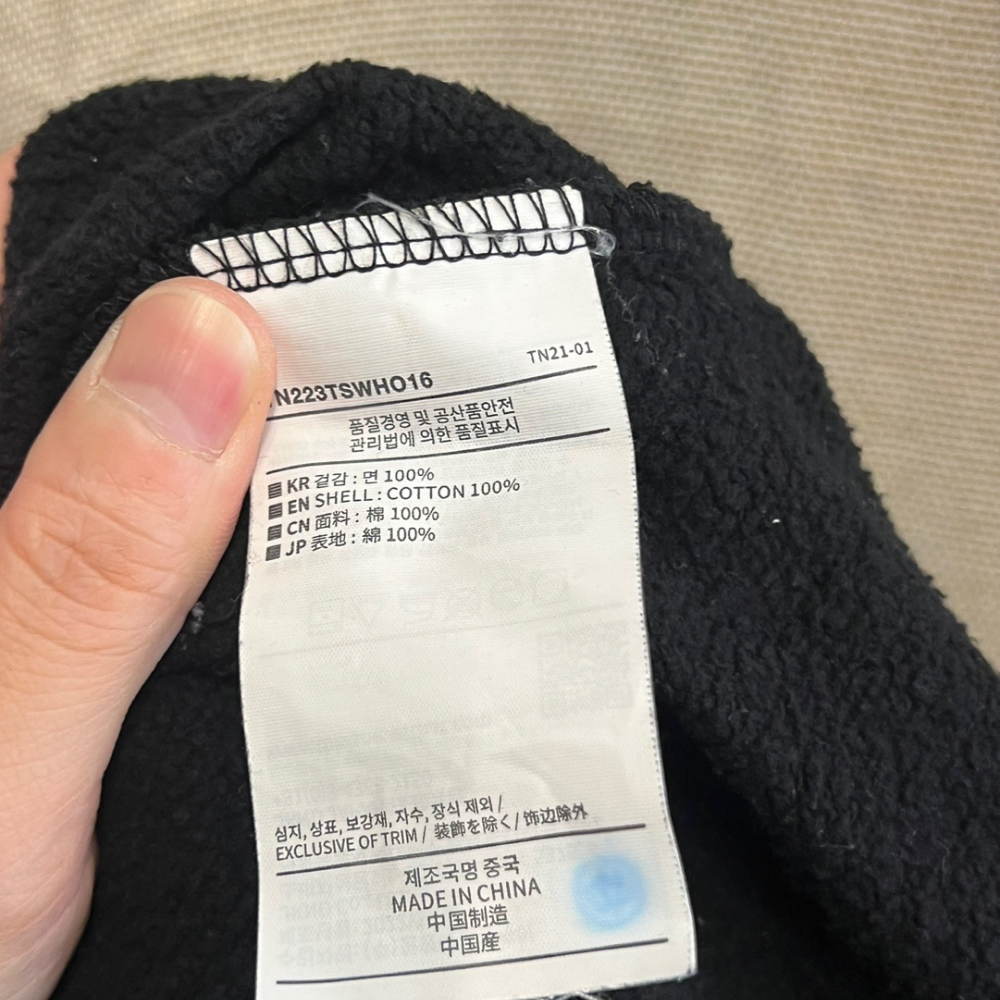 TN21-01
N223TSWHO16
품질경영 및 공산품안전
관리법에 의한 품질표시
KR 겉감 : 면 100%
EN SHELL : COTTON 100%
CN 面料 : 棉 100%
JP 表地 : 綿 100%
심지, 상표, 보강재, 자수, 장식 제외 /
EXCLUSIVE OF TRIM / 装飾を除く / 饰边除外
제조국명 중국
MADE IN CHINA
中国制造
中国産